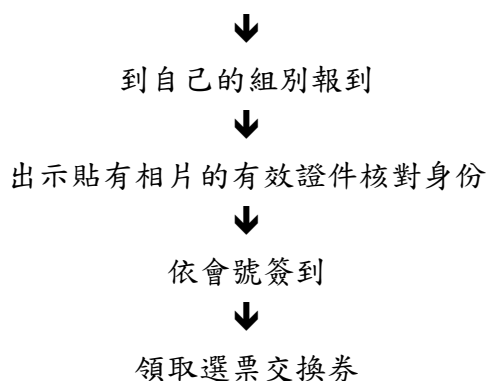 到自己的組別報到
出示貼有相片的有效證件核對身份
依會號簽到
領取選票交換券